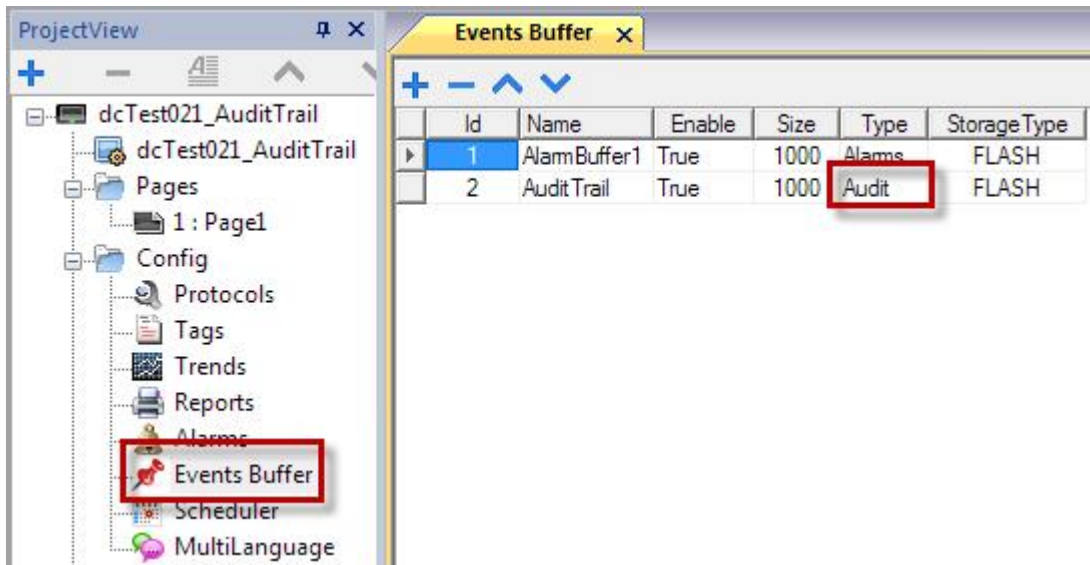 ProjectView
dcTest021_AuditTrail
dcTest021_AuditTrail
Pages
1 : Page1
Config
Protocols
Tags
Trends
Reports
Alarms
Events Buffer
Scheduler
MultiLanguage
Events Buffer
Id Name Enable Size Type StorageType
1 AlarmBuffer1 True 1000 Alarms FLASH
2 AuditTrail True 1000 Audit FLASH